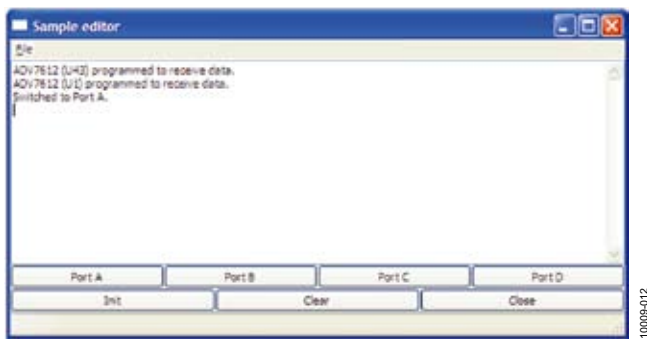 Sample editor
File
ADV7612 (U43) programmed to receive data.
ADV7612 (U1) programmed to receive data.
Switched to Port A.
Port A Port B Port C Port D
Init Clear Close
10009-012